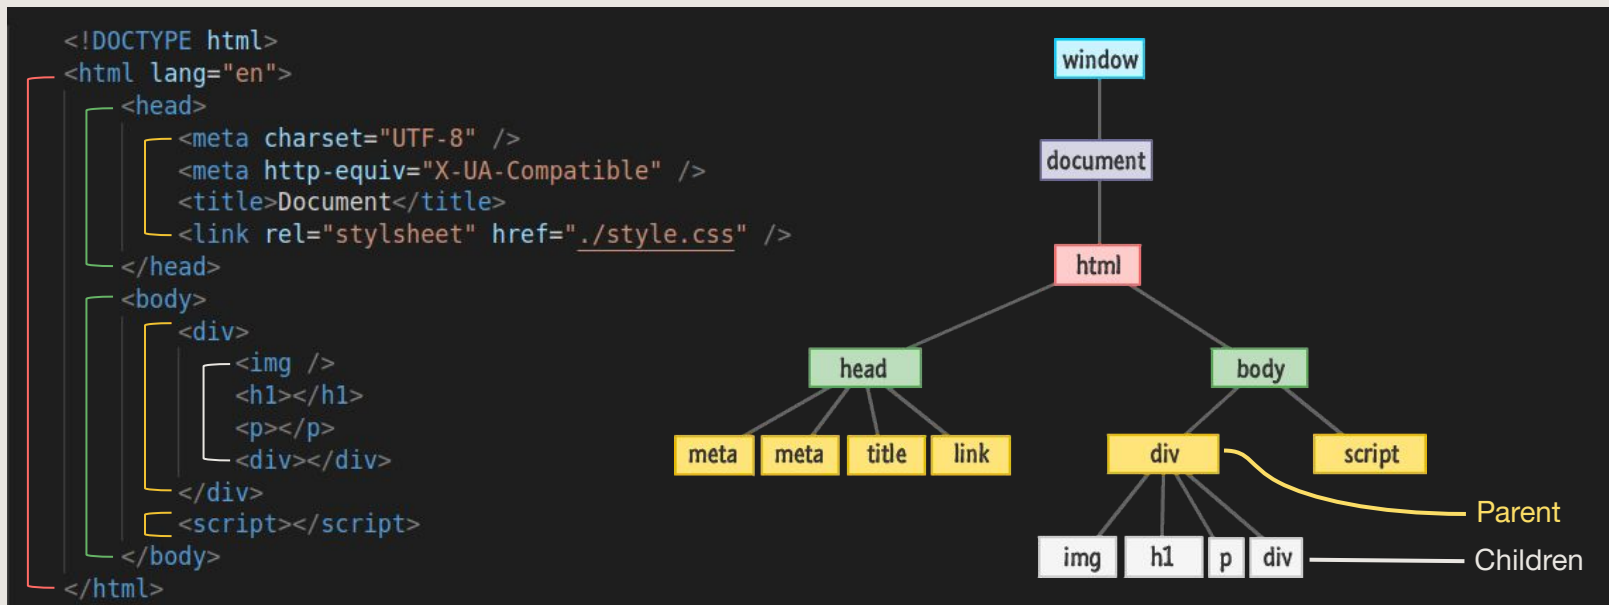 <!DOCTYPE html>
<html lang="en">
<head>
<meta charset="UTF-8" />
<meta http-equiv="X-UA-Compatible" />
<title>Document</title>
<link rel="stylsheet" href="./style.css" />
</head>
<body>
<div>
<img />
<h1></h1>
<p></p>
<div></div>
</div>
<script></script>
</body>
</html>
window
document
html
head body
meta meta title link div script
Parent
img h1 p div Children